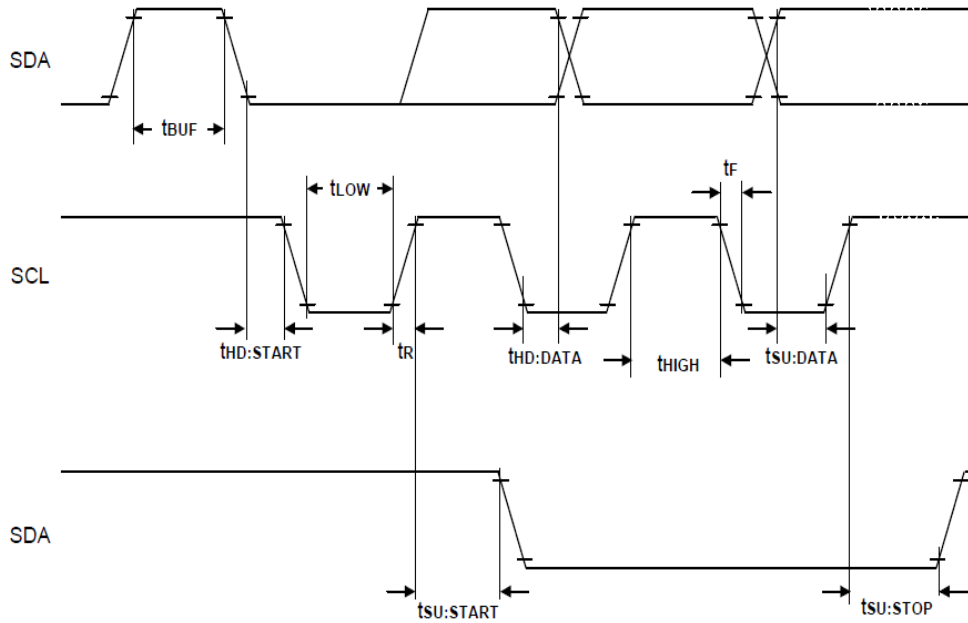 SDA
tBUF
tF
tLOW
SCL
tHD:START
tR
tHD:DATA
tHIGH
tSU:DATA
SDA
tSU:START
tSU:STOP